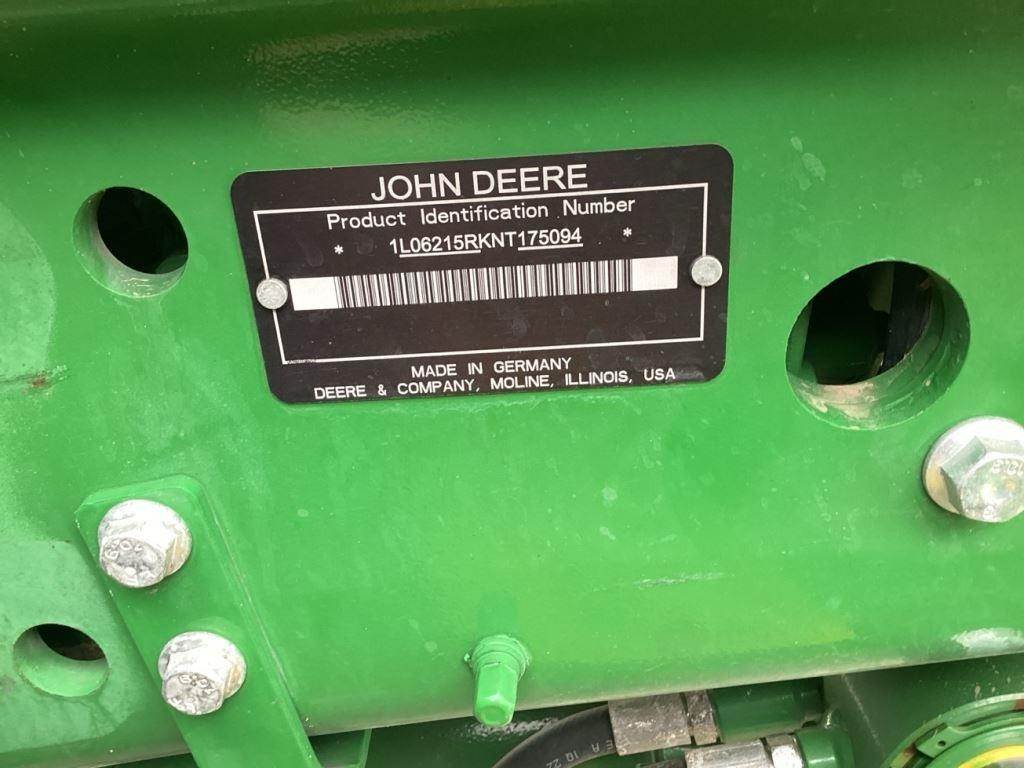 JOHN DEERE
Product Identification Number
* 1L06215RKNT175094 *
MADE IN GERMANY
DEERE & COMPANY, MOLINE, ILLINOIS, USA